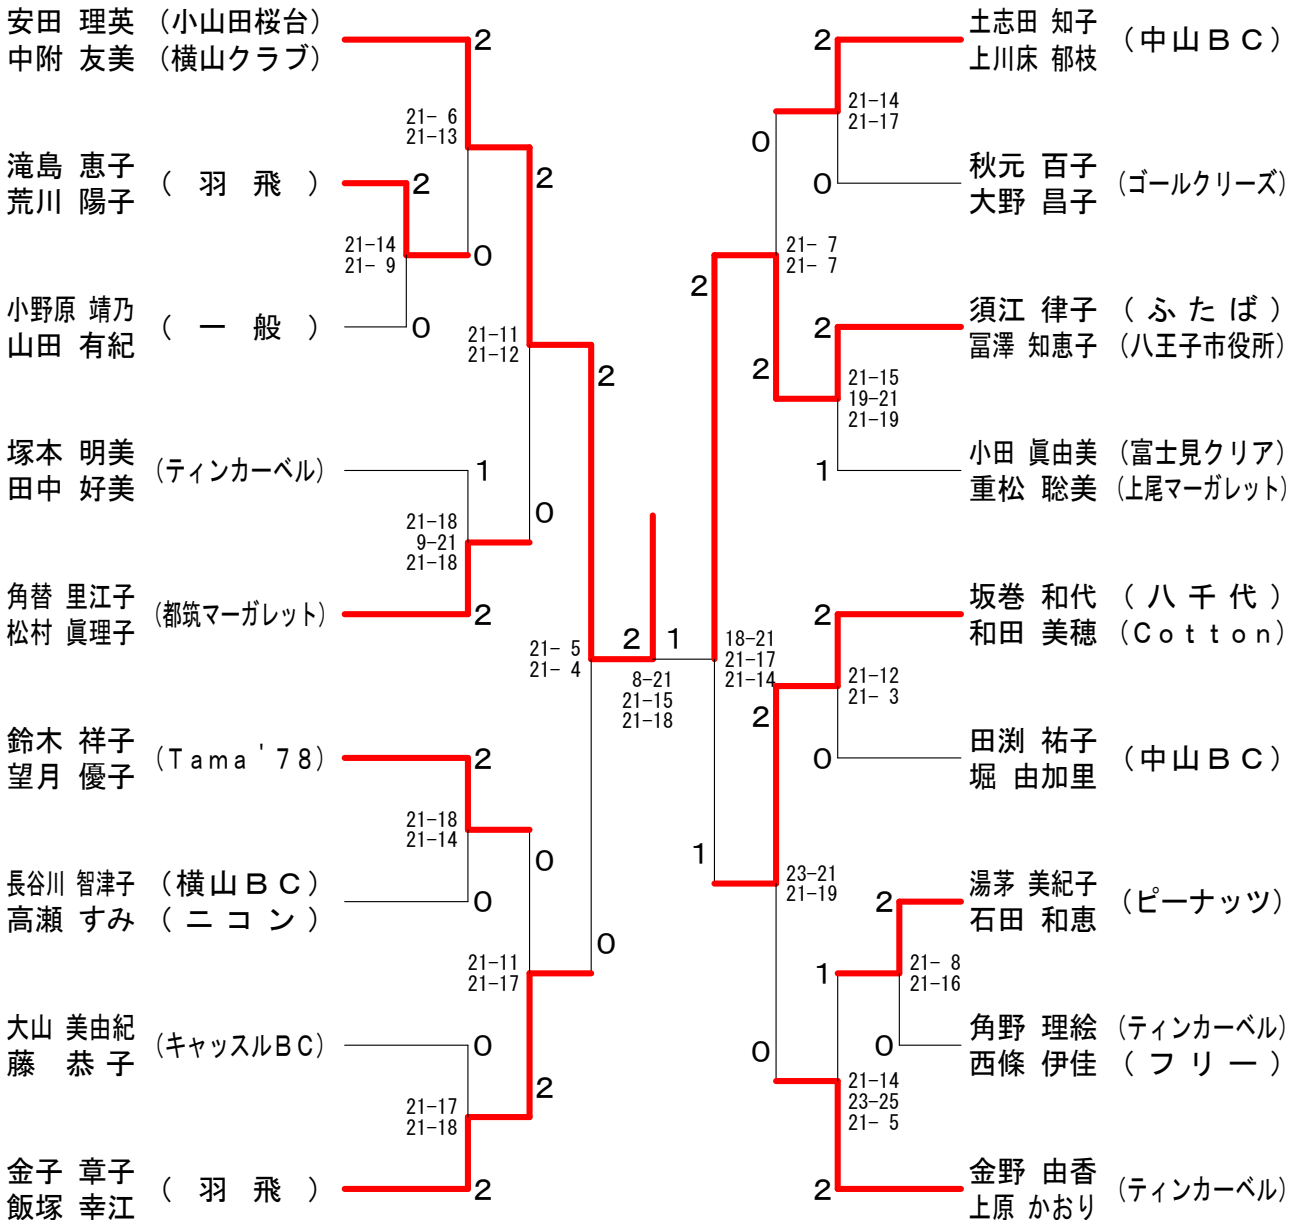 安田 理英 (小山田桜台)
中附 友美 (横山クラブ)
2
21- 6
21-13
滝島 恵子
荒川 陽子
( 羽 飛 )
2
2
21-14
21- 9
0
小野原 靖乃
山田 有紀
( 一 般 )
0
21-11
21-12
2
塚本 明美
田中 好美
(ティンカーベル)
1
0
21-18
9-21
21-18
角替 里江子
松村 眞理子
(都筑マーガレット)
2
21- 5
21- 4
2
1
8-21
21-15
21-18
鈴木 祥子
望月 優子
(Tama'78)
2
21-18
21-14
0
長谷川 智津子 (横山BC)
高瀬 すみ (ニコン)
0
0
21-11
21-17
大山 美由紀
藤 恭子
(キャッスルBC)
0
2
21-17
21-18
金子 章子
飯塚 幸江
( 羽 飛 )
2
2
土志田 知子
上川床 郁枝
(中山BC)
21-14
21-17
0
0
秋元 百子
大野 昌子
(ゴールクリーズ)
21- 7
21- 7
2
2
須江 律子 (ふたば)
冨澤 知恵子 (八王子市役所)
2
21-15
19-21
21-19
1
小田 眞由美 (富士見クリア)
重松 聡美 (上尾マーガレット)
2
坂巻 和代 (八千代)
和田 美穂 (Cotton)
18-21
21-17
21-14
21-12
21- 3
2
0
田渕 祐子
堀 由加里
(中山BC)
1
23-21
21-19
2
湯茅 美紀子
石田 和恵
(ピーナッツ)
1
21- 8
21-16
0
角野 理絵 (ティンカーベル)
西條 伊佳 (フリー)
0
21-14
23-25
21- 5
2
金野 由香
上原 かおり
(ティンカーベル)